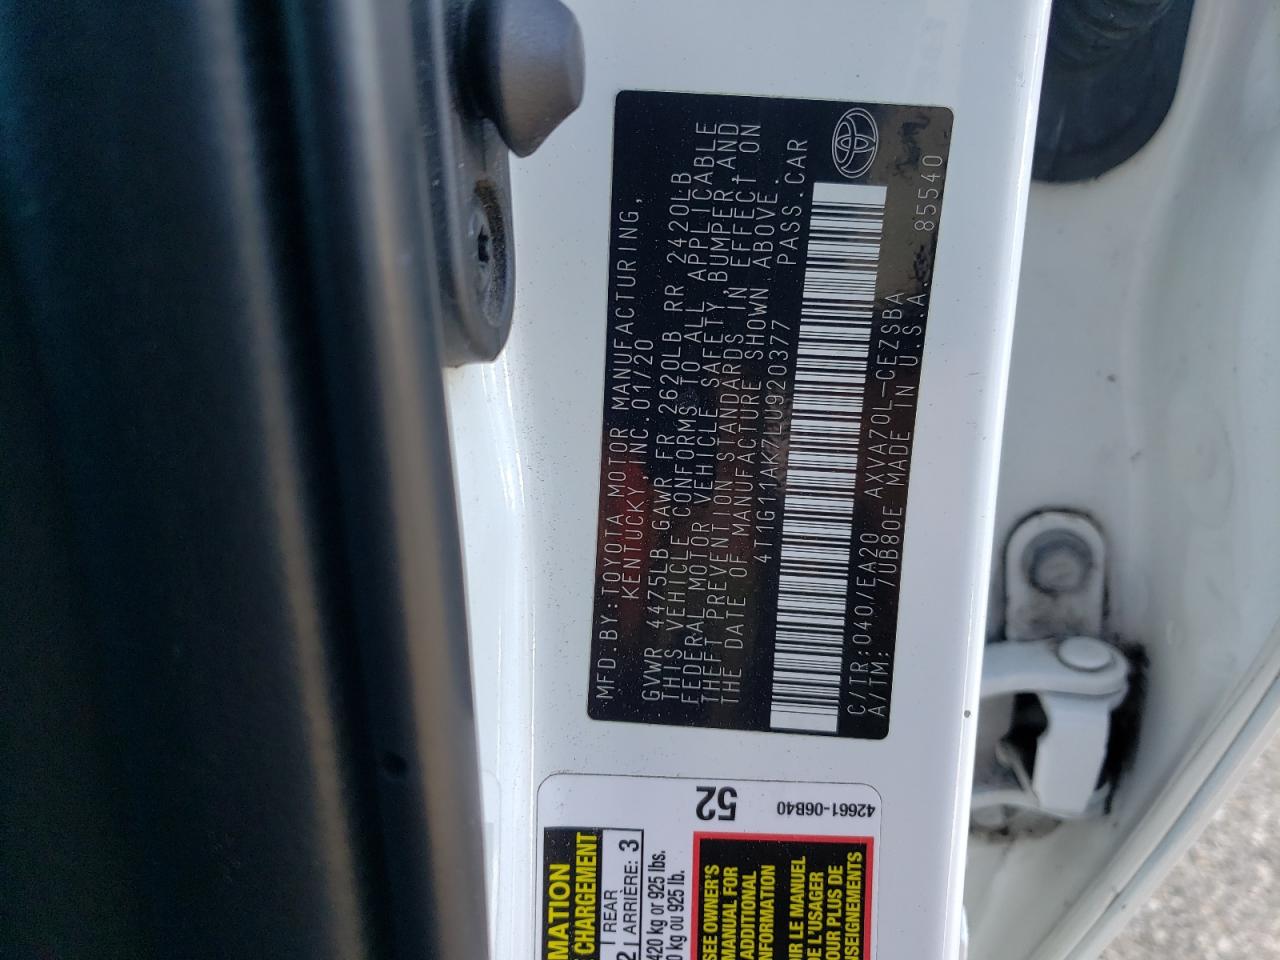 MFD.BY:TOYOTA MOTOR MANUFACTURING,
KENTUCKY, INC.01/20
GVWR 4475LB GAWR FR 2620LB RR 2420LB
THIS VEHICLE CONFORMS TO ALL APPLICABLE
FEDERAL MOTOR VEHICLE SAFETY,BUMPER,AND
THEFT PREVENTION STANDARDS IN EFFECT ON
THE DATE OF MANUFACTURE SHOWN ABOVE.
4T1G11AK7LU920377 PASS.CAR
C/TR:040/EA20 AXVA70L-CEZSBA
A/TM: /UB80E MADE IN U.S.A. 85540
52
42661-06B40
MATION
CHARGEMENT
2 REAR
ARRIÈRE: 3
420 kg or 925 lbs.
0 kg ou 925 lb.
SEE OWNER'S
MANUAL FOR
ADDITIONAL
INFORMATION
IR LE MANUEL
E L'USAGER
OUR PLUS DE
SEIGNEMENTS